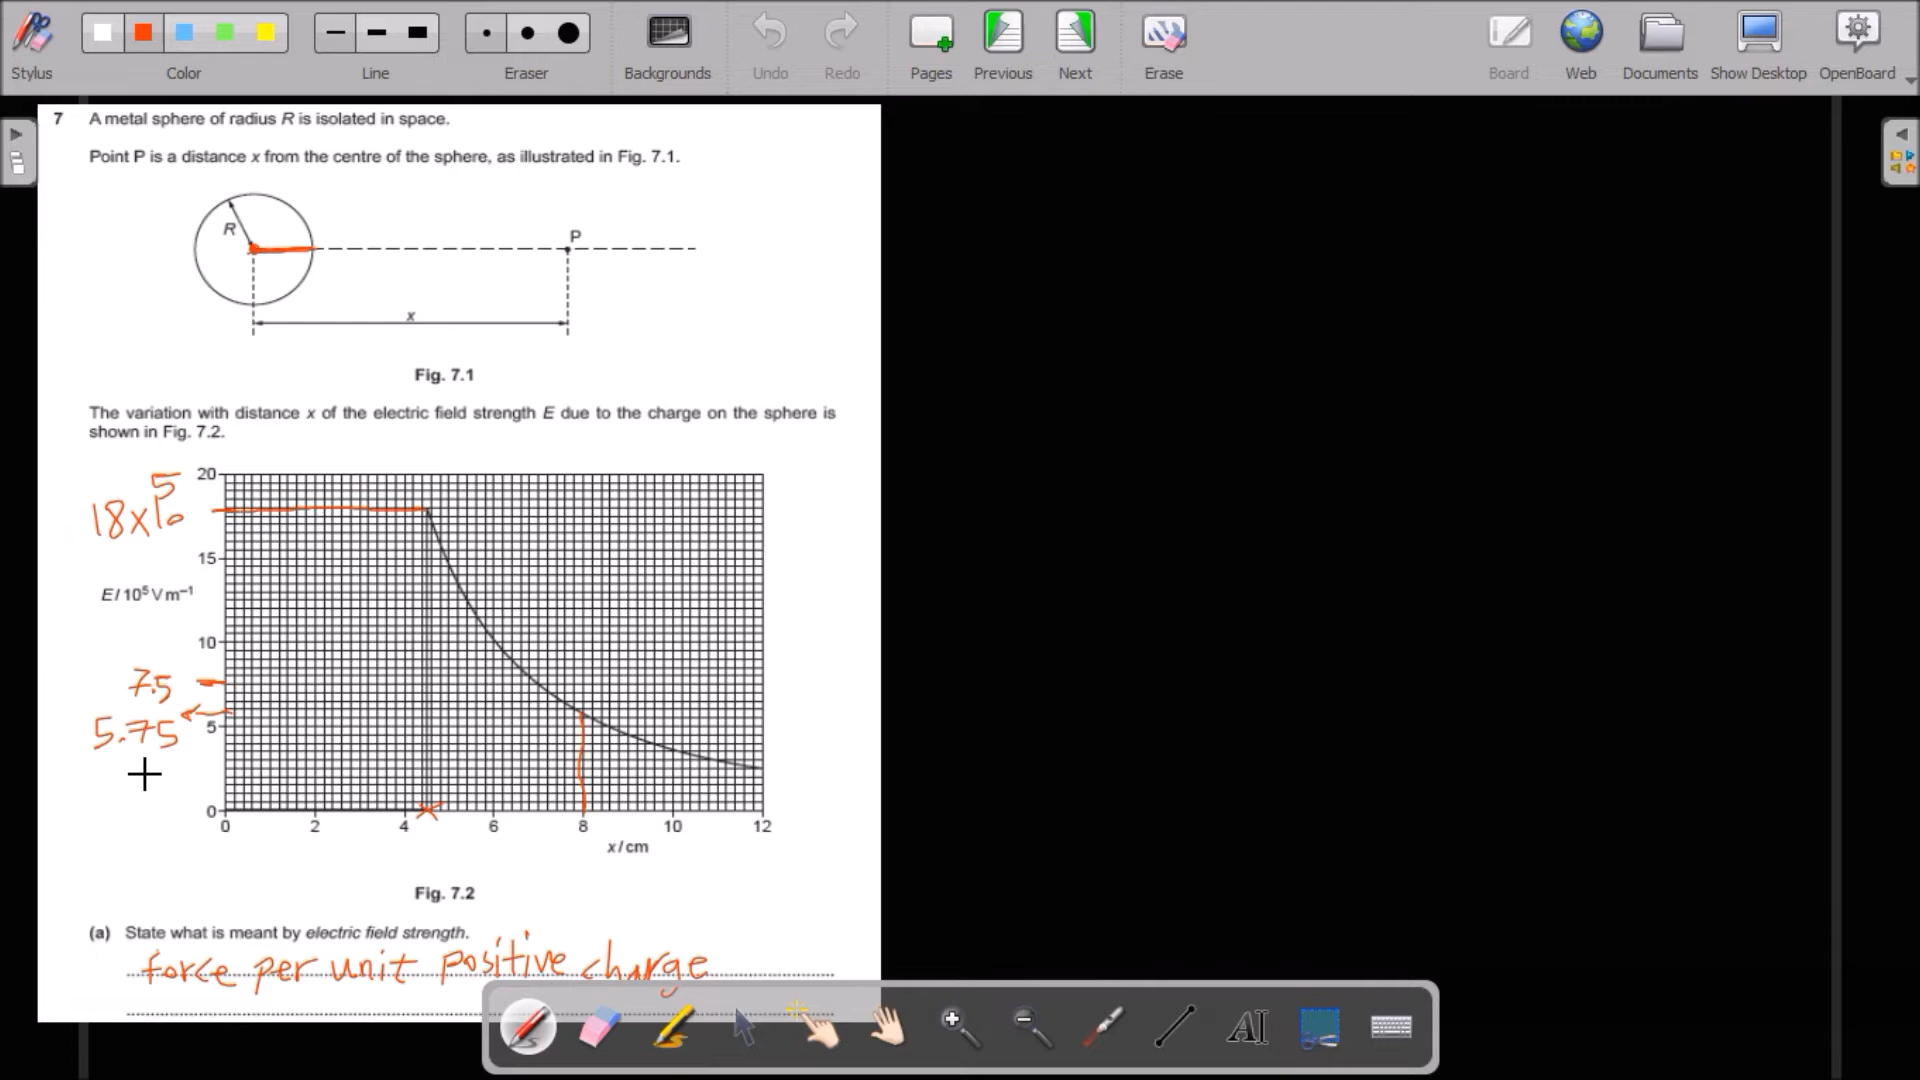 Stylus
Color
Line
Eraser
Backgrounds
Undo
Redo
Pages
Previous
Next
Erase
Board
Web
Documents
Show Desktop
OpenBoard
7 A metal sphere of radius R is isolated in space.
Point P is a distance x from the centre of the sphere, as illustrated in Fig. 7.1.
R
P
x
Fig. 7.1
The variation with distance x of the electric field strength E due to the charge on the sphere is
shown in Fig. 7.2.
20
18x10⁵
15
E/10⁵Vm⁻¹
10
7.5
5.75
5
0
0 2 4 6 8 10 12
x/cm
Fig. 7.2
(a) State what is meant by electric field strength.
force per unit positive charge
AI